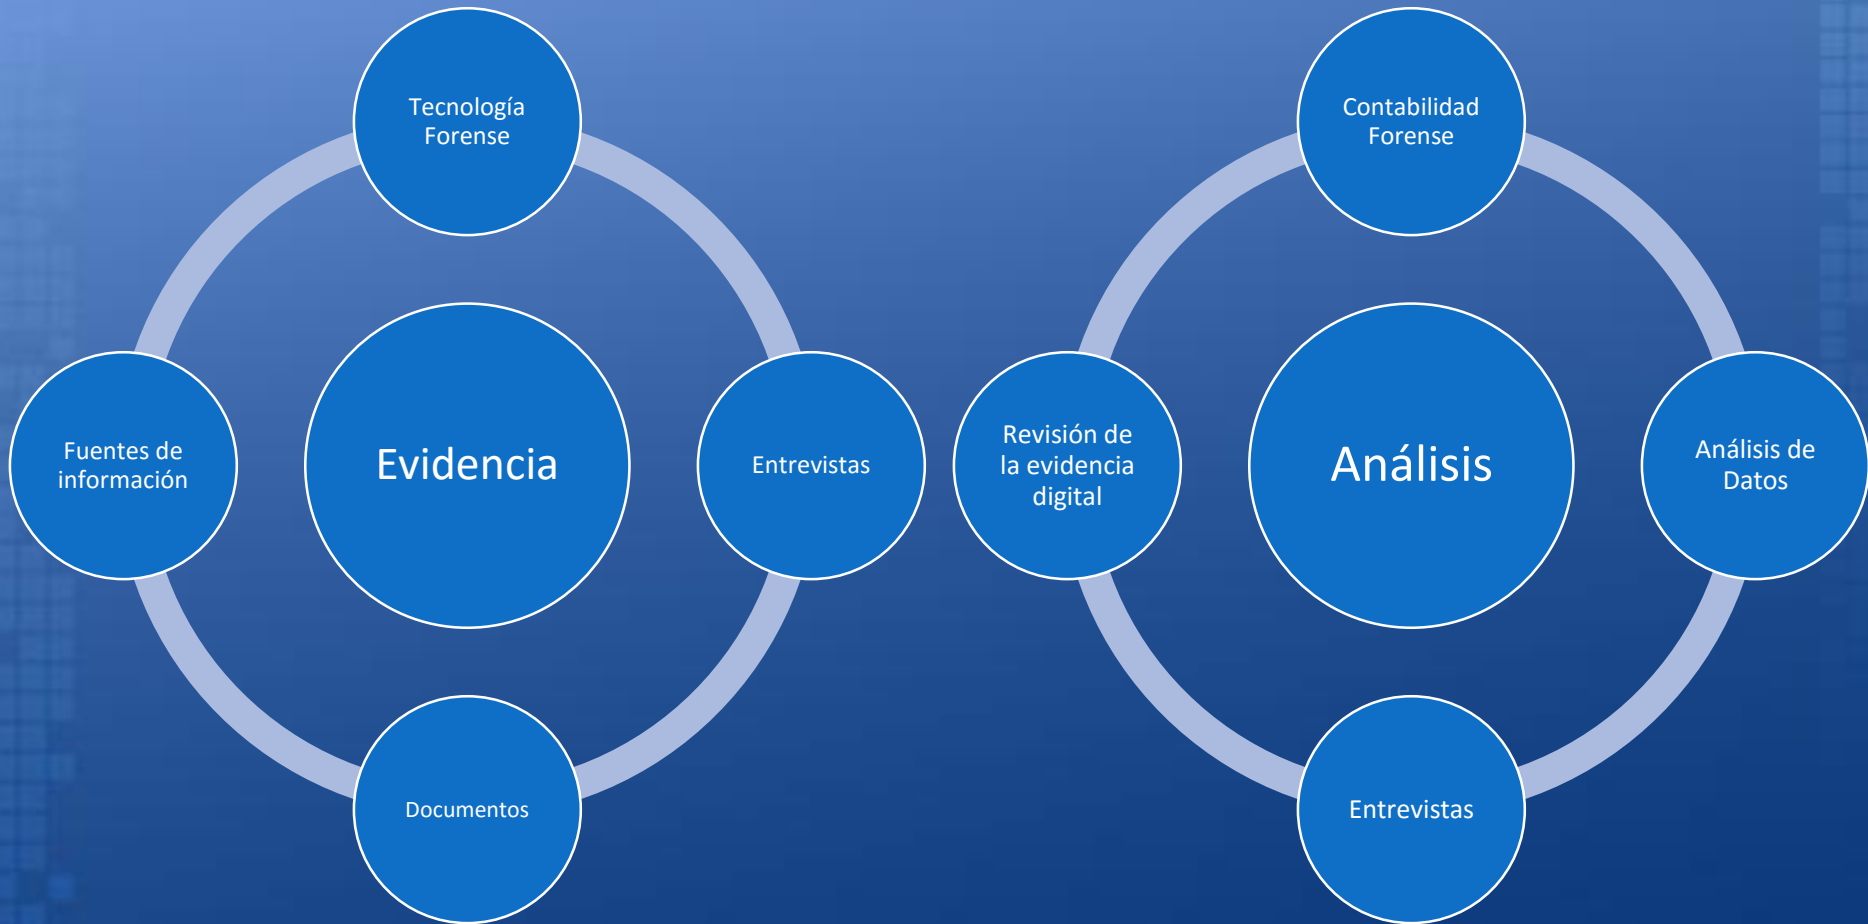 Tecnología
Forense
Fuentes de
información
Evidencia
Entrevistas
Documentos
Contabilidad
Forense
Revisión de
la evidencia
digital
Análisis
Análisis de
Datos
Entrevistas